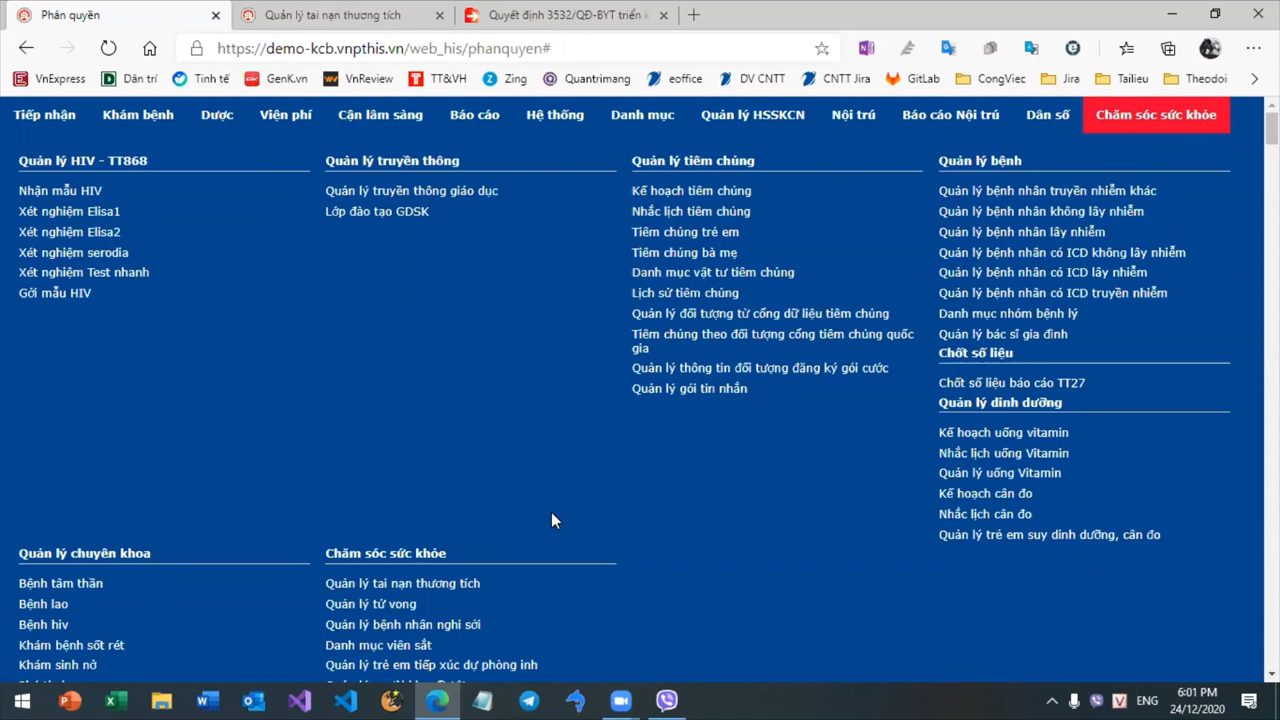 Phân quyền
Quản lý tai nạn thương tích
Quyết định 3532/QĐ-BYT triển k
https://demo-kcb.vnpthis.vn/web_his/phanquyen#
VnExpress Dân trí Tinh tế GenK.vn VnReview TT&VH Zing Quantrimang eoffice DV CNTT CNTT Jira GitLab CongViec Jira Tailieu Theodoi
Tiếp nhận Khám bệnh Dược Viện phí Cận lâm sàng Báo cáo Hệ thống Danh mục Quản lý HSSKCN Nội trú Báo cáo Nội trú Dân số Chăm sóc sức khỏe
Quản lý HIV - TT868
Nhận mẫu HIV
Xét nghiệm Elisa1
Xét nghiệm Elisa2
Xét nghiệm serodia
Xét nghiệm Test nhanh
Gởi mẫu HIV
Quản lý truyền thông
Quản lý truyền thông giáo dục
Lớp đào tạo GDSK
Quản lý tiêm chủng
Kế hoạch tiêm chủng
Nhắc lịch tiêm chủng
Tiêm chủng trẻ em
Tiêm chủng bà mẹ
Danh mục vật tư tiêm chủng
Lịch sử tiêm chủng
Quản lý đối tượng từ cổng dữ liệu tiêm chủng
Tiêm chủng theo đối tượng cổng tiêm chủng quốc
gia
Quản lý thông tin đối tượng đăng ký gói cước
Quản lý gói tin nhắn
Quản lý bệnh
Quản lý bệnh nhân truyền nhiễm khác
Quản lý bệnh nhân không lây nhiễm
Quản lý bệnh nhân lây nhiễm
Quản lý bệnh nhân có ICD không lây nhiễm
Quản lý bệnh nhân có ICD lây nhiễm
Quản lý bệnh nhân có ICD truyền nhiễm
Danh mục nhóm bệnh lý
Quản lý bác sĩ gia đình
Chốt số liệu
Chốt số liệu báo cáo TT27
Quản lý dinh dưỡng
Kế hoạch uống vitamin
Nhắc lịch uống Vitamin
Quản lý uống Vitamin
Kế hoạch cân đo
Nhắc lịch cân đo
Quản lý trẻ em suy dinh dưỡng, cân đo
Quản lý chuyên khoa
Bệnh tâm thần
Bệnh lao
Bệnh hiv
Khám bệnh sốt rét
Khám sinh nở
Chăm sóc sức khỏe
Quản lý tai nạn thương tích
Quản lý tử vong
Quản lý bệnh nhân nghi sởi
Danh mục viên sắt
Quản lý trẻ em tiếp xúc dự phòng inh
ENG
6:01 PM
24/12/2020